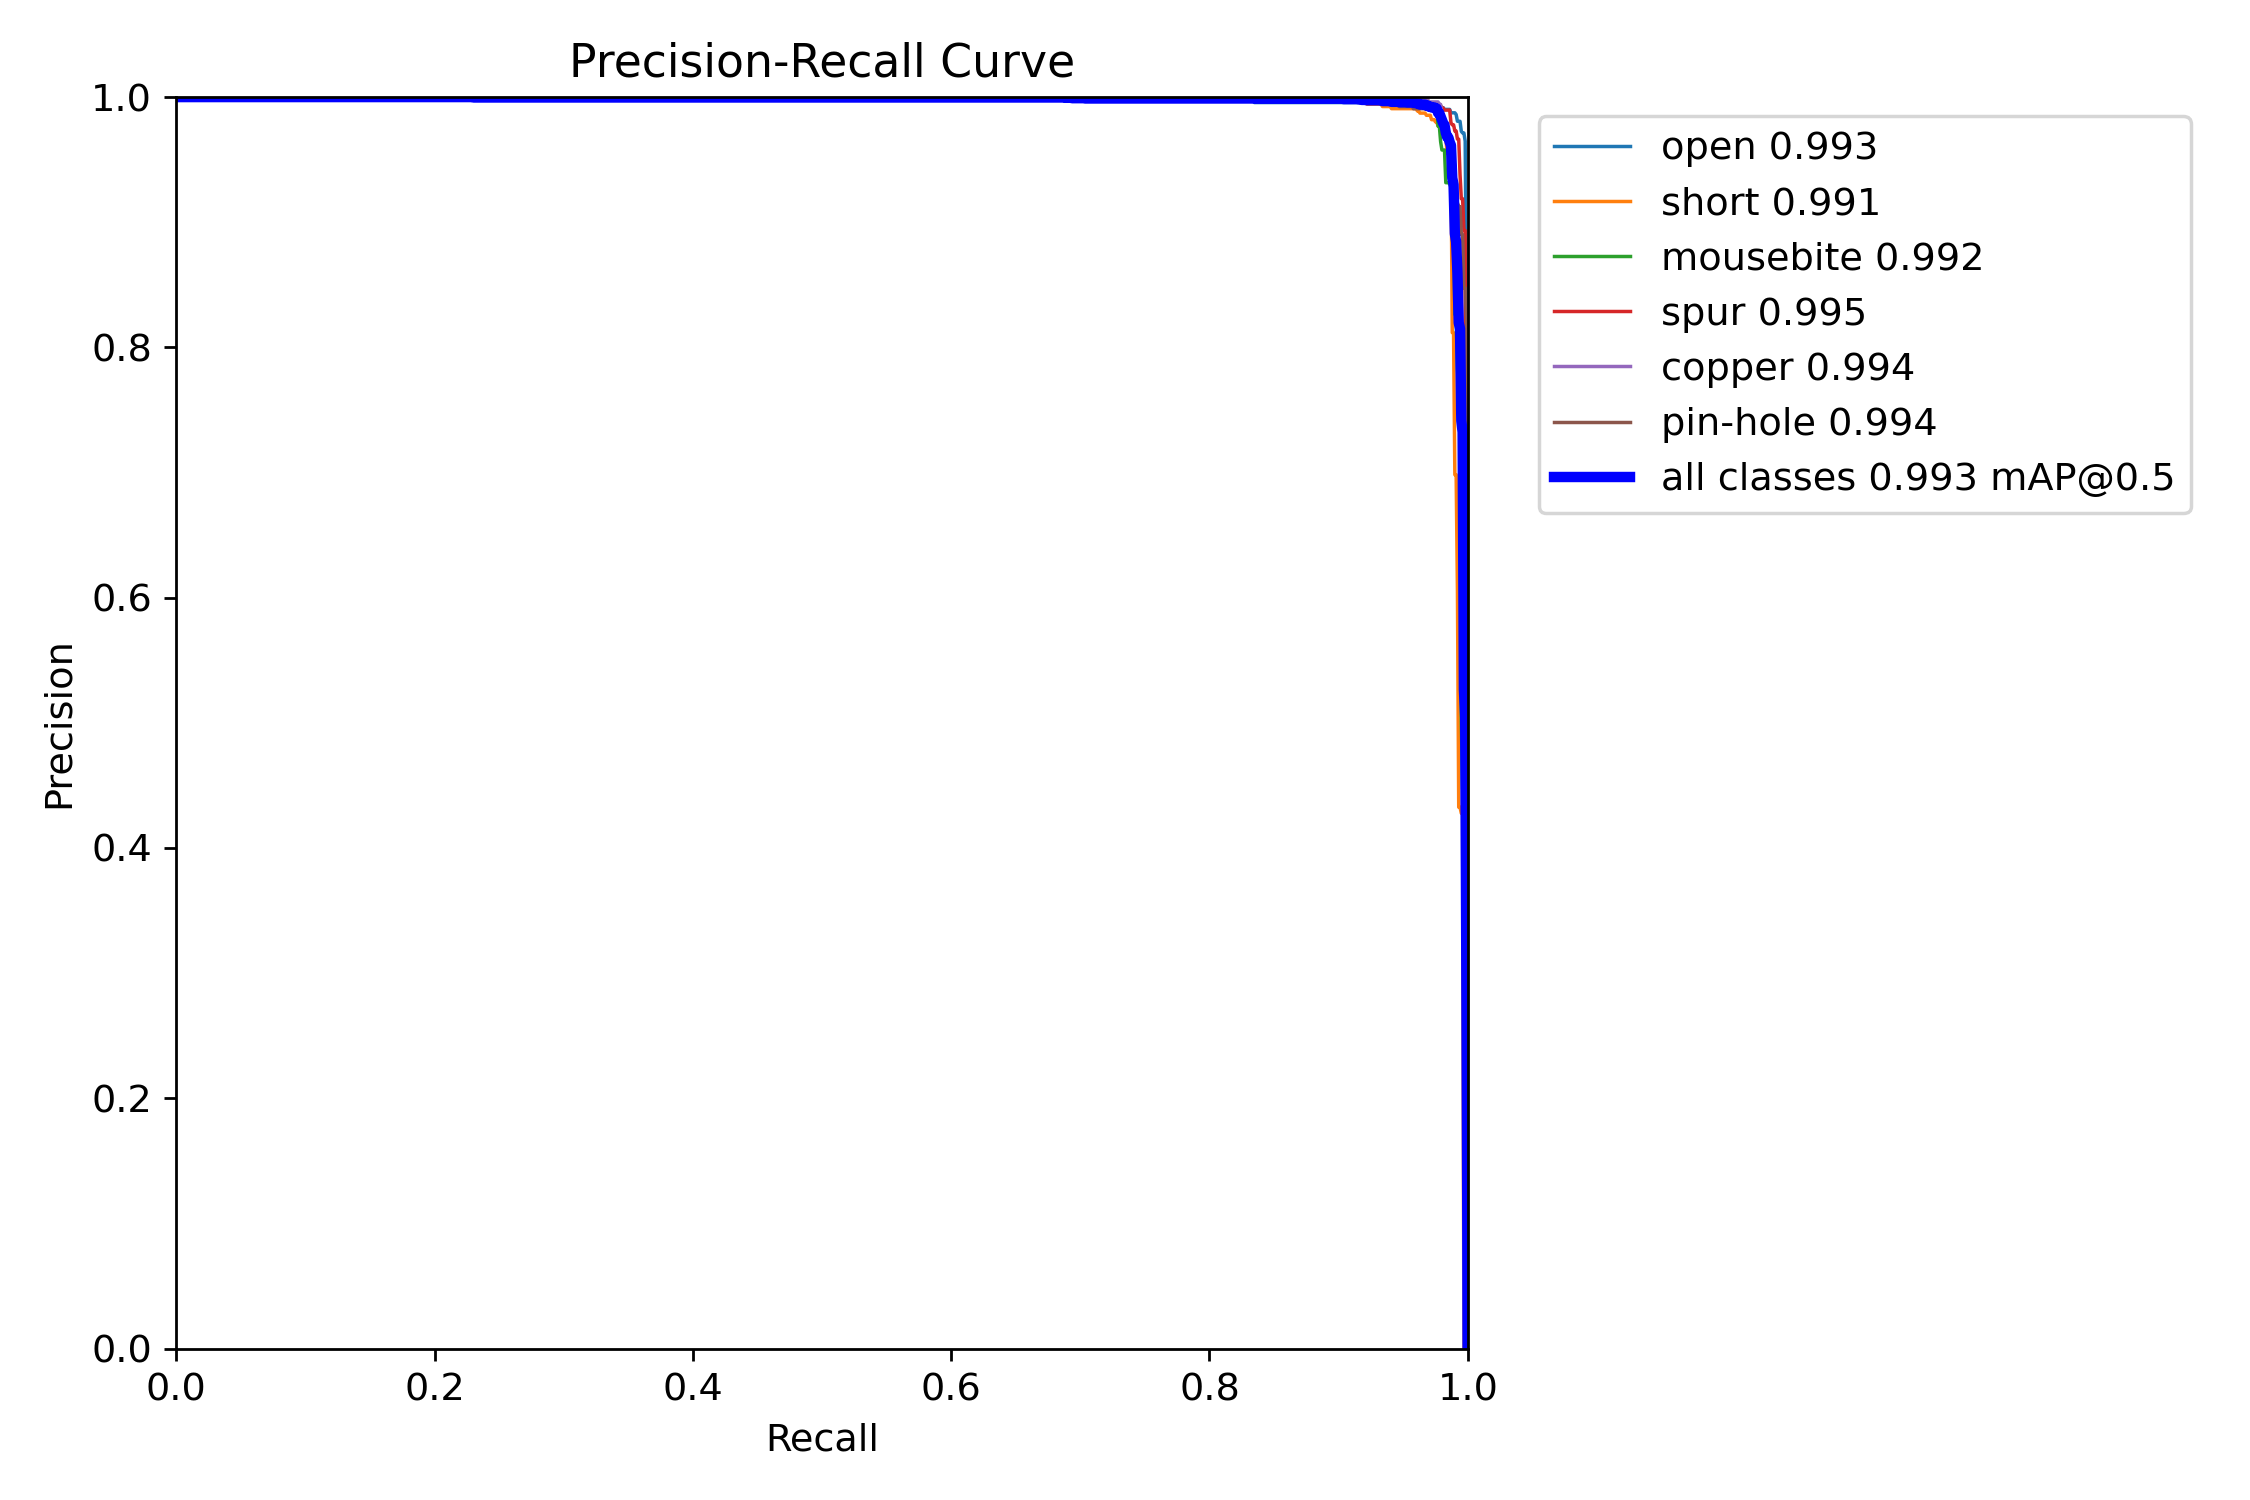 Precision-Recall Curve
1.0
0.8
0.6
0.4
0.2
0.0
Precision
0.0 0.2 0.4 0.6 0.8 1.0
Recall
open 0.993
short 0.991
mousebite 0.992
spur 0.995
copper 0.994
pin-hole 0.994
all classes 0.993 mAP@0.5